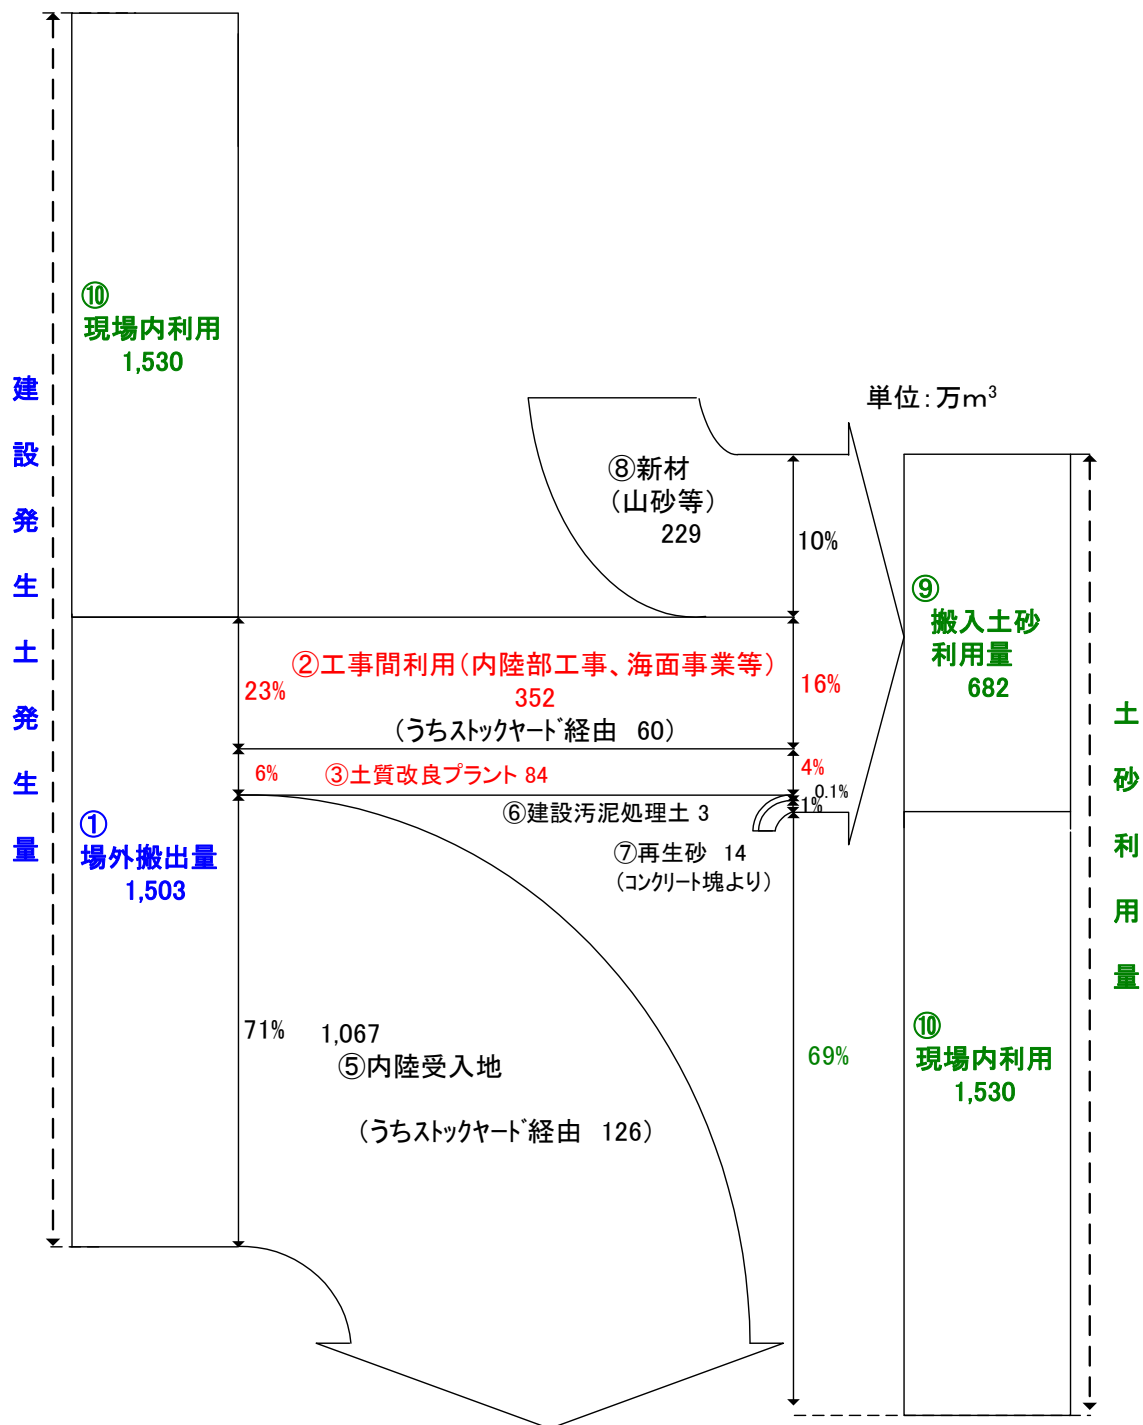 建設発生土発生量
⑩
現場内利用
1,530
単位：万m³
⑧新材
（山砂等）
229
10%
⑨
搬入土砂
利用量
682
②工事間利用（内陸部工事、海面事業等）
352
（うちストックヤード経由 60）
23%
16%
③土質改良プラント 84
6%
4%
0.1%
1%
⑥建設汚泥処理土 3
⑦再生砂 14
（コンクリート塊より）
①
場外搬出量
1,503
71%
1,067
⑤内陸受入地
（うちストックヤード経由 126）
69%
⑩
現場内利用
1,530
土砂利用量